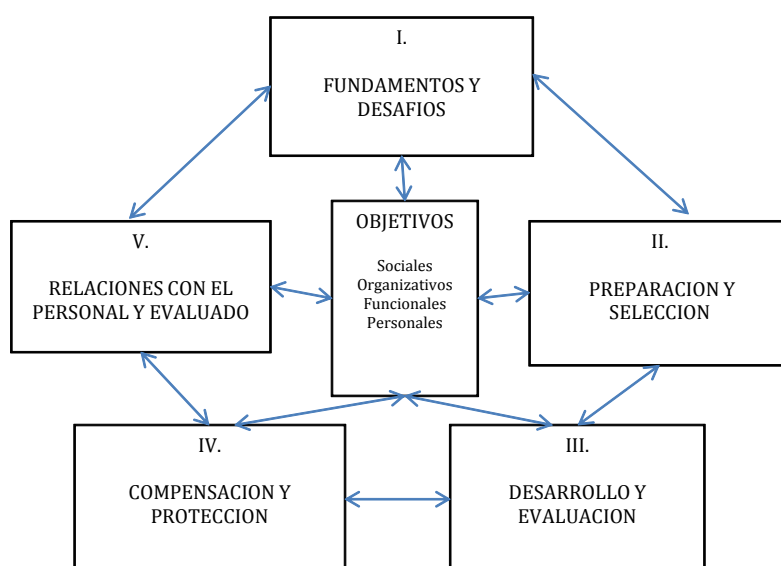 I.
FUNDAMENTOS Y
DESAFIOS
OBJETIVOS
Sociales
Organizativos
Funcionales
Personales
V.
RELACIONES CON EL
PERSONAL Y EVALUADO
II.
PREPARACION Y
SELECCION
IV.
COMPENSACION Y
PROTECCION
III.
DESARROLLO Y
EVALUACION